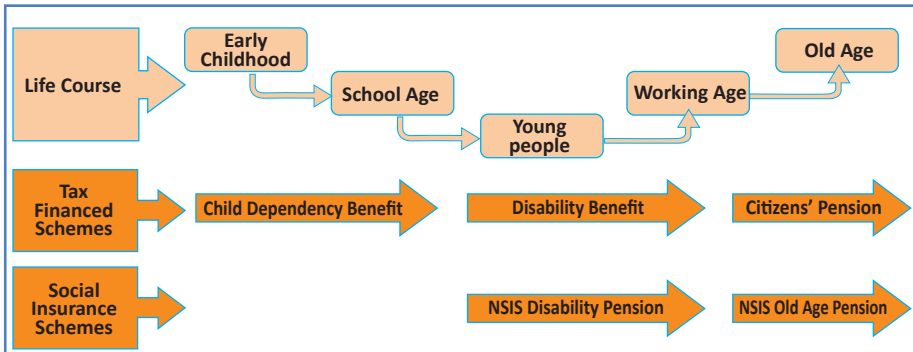 Life Course
Early
Childhood
School Age
Young
people
Working Age
Old Age
Tax
Financed
Schemes
Child Dependency Benefit
Disability Benefit
Citizens’ Pension
Social
Insurance
Schemes
NSIS Disability Pension
NSIS Old Age Pension